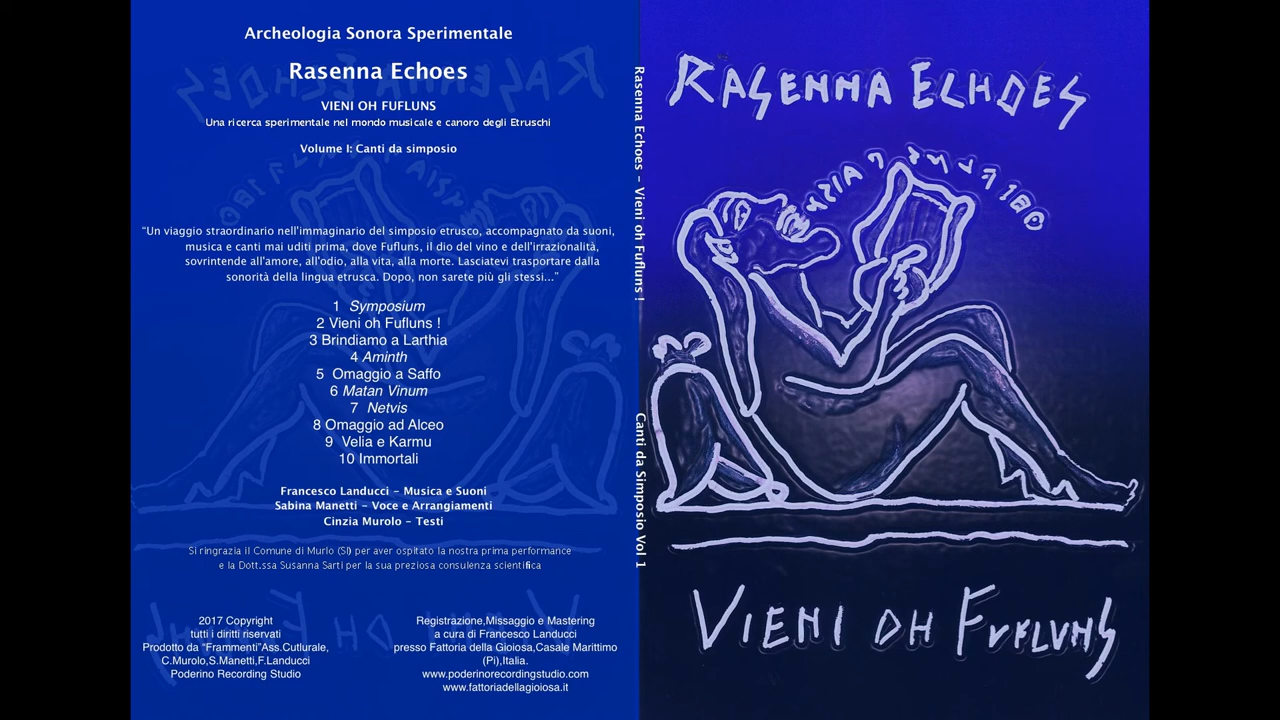 Archeologia Sonora Sperimentale
Rasenna Echoes
VIENI OH FUFLUNS
Una ricerca sperimentale nel mondo musicale e canoro degli Etruschi
Volume I: Canti da simposio
“Un viaggio straordinario nell'immaginario del simposio etrusco, accompagnato da suoni,
musica e canti mai uditi prima, dove Fufluns, il dio del vino e dell'irrazionalità,
sovrintende all'amore, all'odio, alla vita, alla morte. Lasciatevi trasportare dalla
sonorità della lingua etrusca. Dopo, non sarete più gli stessi...”
1 Symposium
2 Vieni oh Fufluns !
3 Brindiamo a Larthia
4 Aminth
5 Omaggio a Saffo
6 Matan Vinum
7 Netvis
8 Omaggio ad Alceo
9 Velia e Karmu
10 Immortali
Francesco Landucci – Musica e Suoni
Sabina Manetti – Voce e Arrangiamenti
Cinzia Murolo – Testi
Si ringrazia il Comune di Murlo (SI) per aver ospitato la nostra prima performance
e la Dott.ssa Susanna Sarti per la sua preziosa consulenza scientifica
2017 Copyright
tutti i diritti riservati
Prodotto da “Frammenti”Ass.Cutlurale,
C.Murolo,S.Manetti,F.Landucci
Poderino Recording Studio
Registrazione,Missaggio e Mastering
a cura di Francesco Landucci
presso Fattoria della Gioiosa,Casale Marittimo
(Pi),Italia.
www.poderinorecordingstudio.com
www.fattoriadellagioiosa.it
Rasenna Echoes – Vieni oh Fufluns !
Canti da Simposio Vol 1
RASENNA ECHOES
VIENI OH FUFLUNS